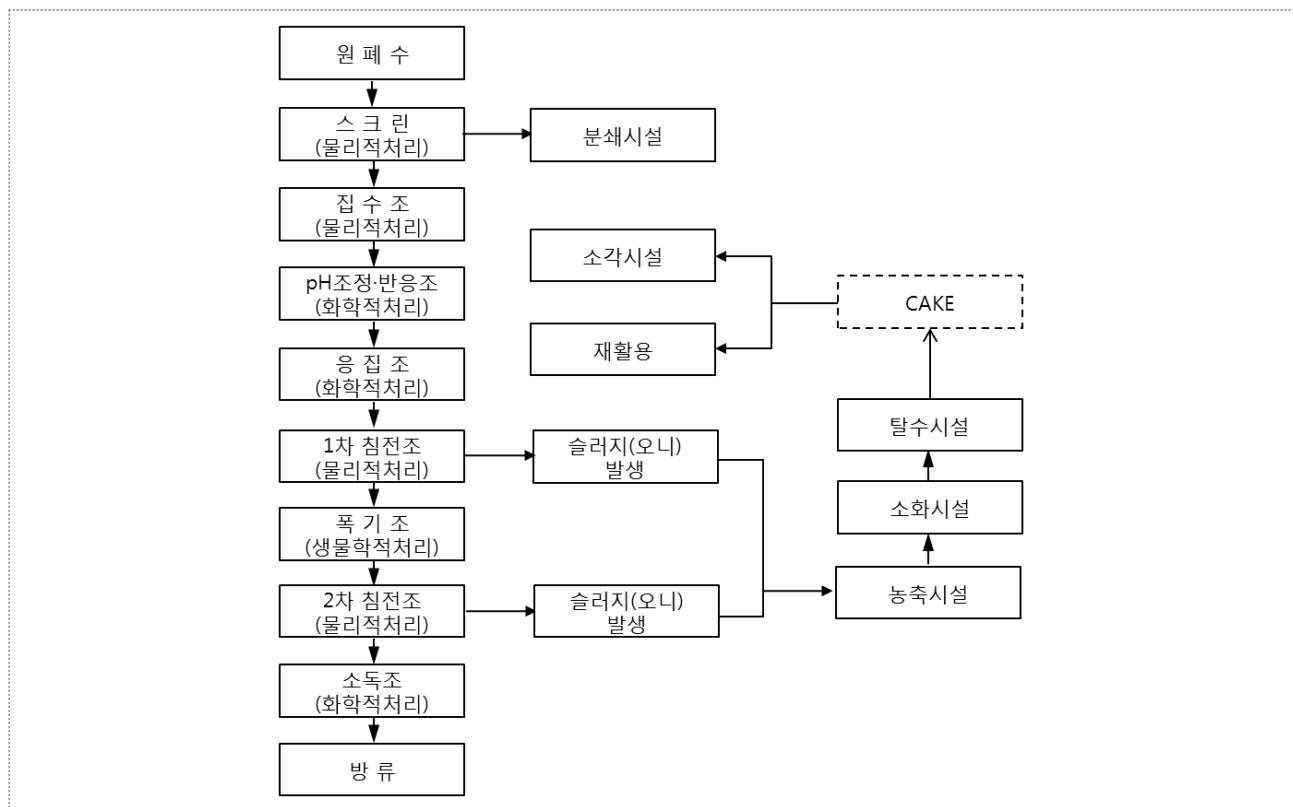 원 폐 수
스 크 린
(물리적처리)
분쇄시설
집 수 조
(물리적처리)
소각시설
pH조정·반응조
(화학적처리)
CAKE
재활용
응 집 조
(화학적처리)
탈수시설
1차 침전조
(물리적처리)
슬러지(오니)
발생
소화시설
폭 기 조
(생물학적처리)
농축시설
2차 침전조
(물리적처리)
슬러지(오니)
발생
소독조
(화학적처리)
방 류